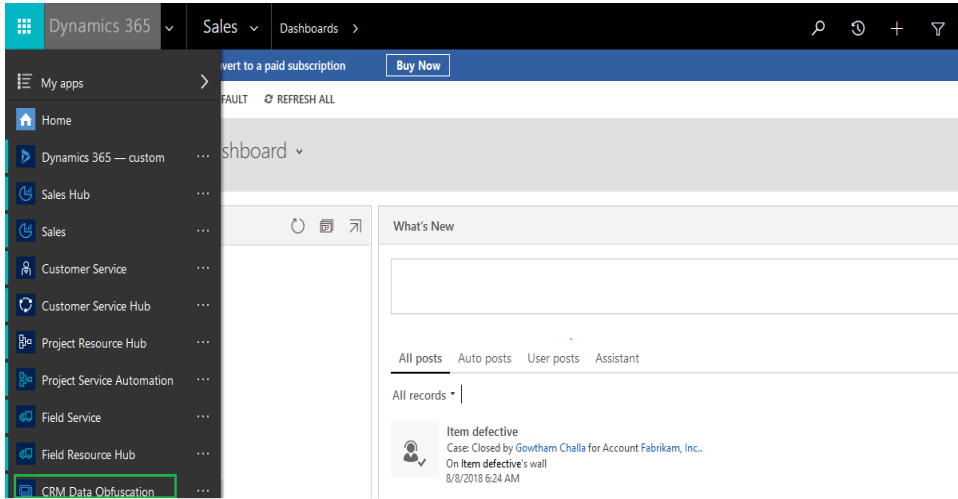 Dynamics 365 Sales Dashboards >
My apps
vert to a paid subscription Buy Now
FAULT REFRESH ALL
Home
shboard
Dynamics 365 — custom ...
Sales Hub ...
Sales ...
What's New
Customer Service ...
Customer Service Hub ...
Project Resource Hub ...
Project Service Automation ...
Field Service ...
Field Resource Hub ...
CRM Data Obfuscation ...
All posts Auto posts User posts Assistant
All records
Item defective
Case: Closed by Gowtham Challa for Account Fabrikam, Inc..
On Item defective's wall
8/8/2018 6:24 AM